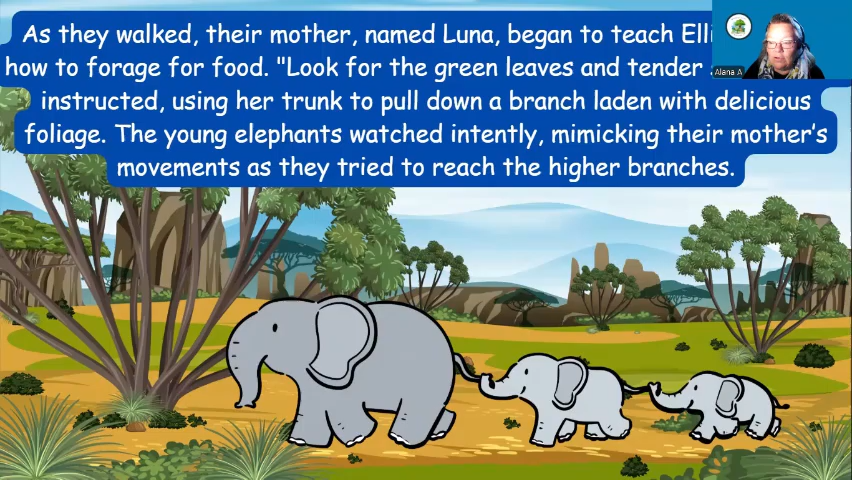 As they walked, their mother, named Luna, began to teach Elli
how to forage for food. "Look for the green leaves and tender
instructed, using her trunk to pull down a branch laden with delicious
foliage. The young elephants watched intently, mimicking their mother's
movements as they tried to reach the higher branches.
Alana A